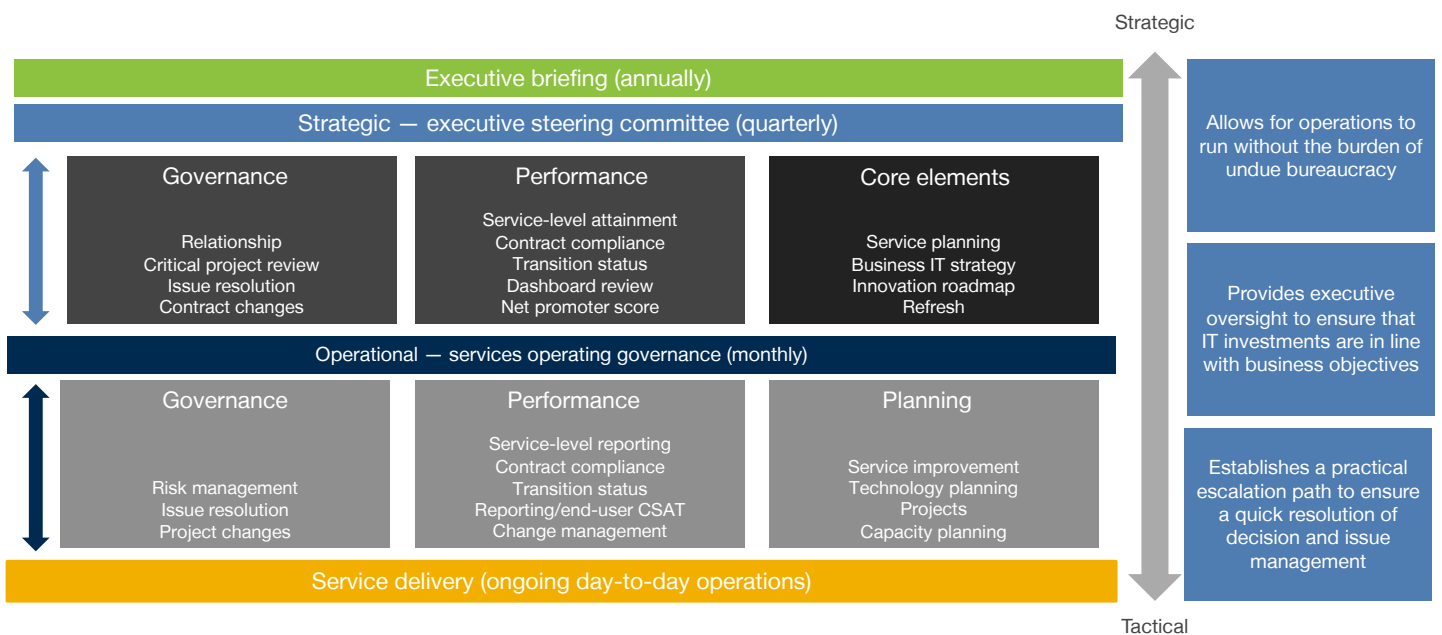 Strategic
Executive briefing (annually)
Strategic — executive steering committee (quarterly)
Governance
Relationship
Critical project review
Issue resolution
Contract changes
Performance
Service-level attainment
Contract compliance
Transition status
Dashboard review
Net promoter score
Core elements
Service planning
Business IT strategy
Innovation roadmap
Refresh
Operational — services operating governance (monthly)
Governance
Risk management
Issue resolution
Project changes
Performance
Service-level reporting
Contract compliance
Transition status
Reporting/end-user CSAT
Change management
Planning
Service improvement
Technology planning
Projects
Capacity planning
Service delivery (ongoing day-to-day operations)
Allows for operations to
run without the burden of
undue bureaucracy
Provides executive
oversight to ensure that
IT investments are in line
with business objectives
Establishes a practical
escalation path to ensure
a quick resolution of
decision and issue
management
Tactical